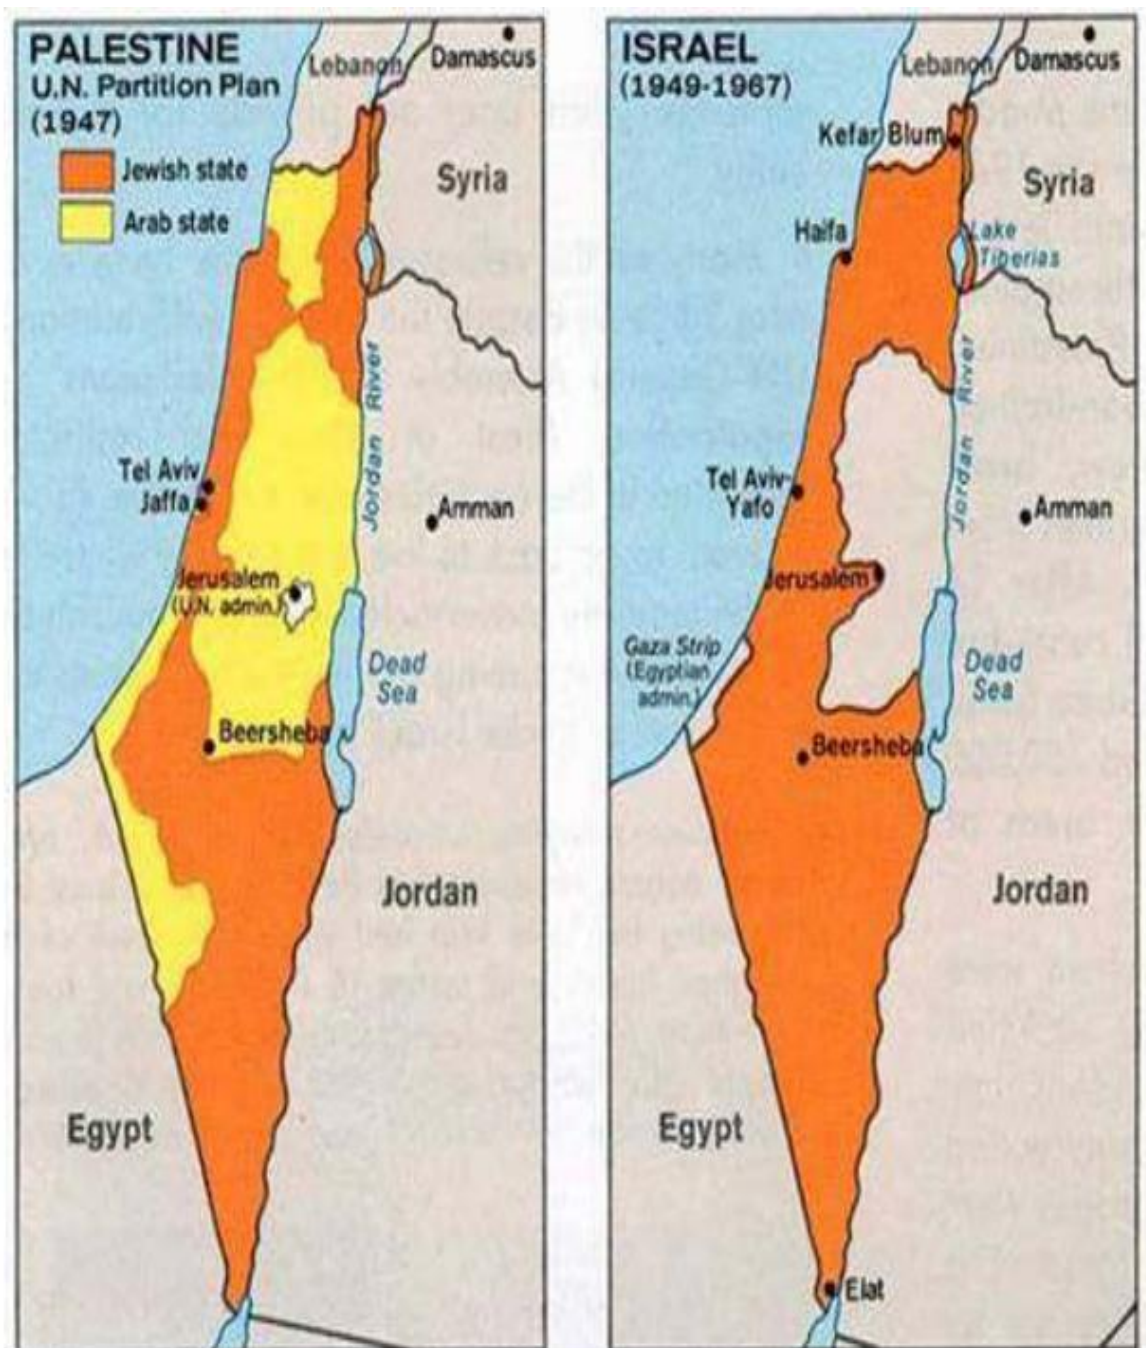 PALESTINE
U.N. Partition Plan
(1947)
Jewish state
Arab state
Lebanon
Damascus
Syria
Tel Aviv
Jaffa
Jordan River
Amman
Jerusalem
(U.N. admin.)
Dead
Sea
Beersheba
Jordan
Egypt
ISRAEL
(1949-1967)
Lebanon
Damascus
Kefar Blum
Syria
Haifa
Lake
Tiberias
Jordan River
Tel Aviv-
Yafo
Amman
Jerusalem
Gaza Strip
(Egyptian
admin.)
Dead
Sea
Beersheba
Jordan
Egypt
Elat